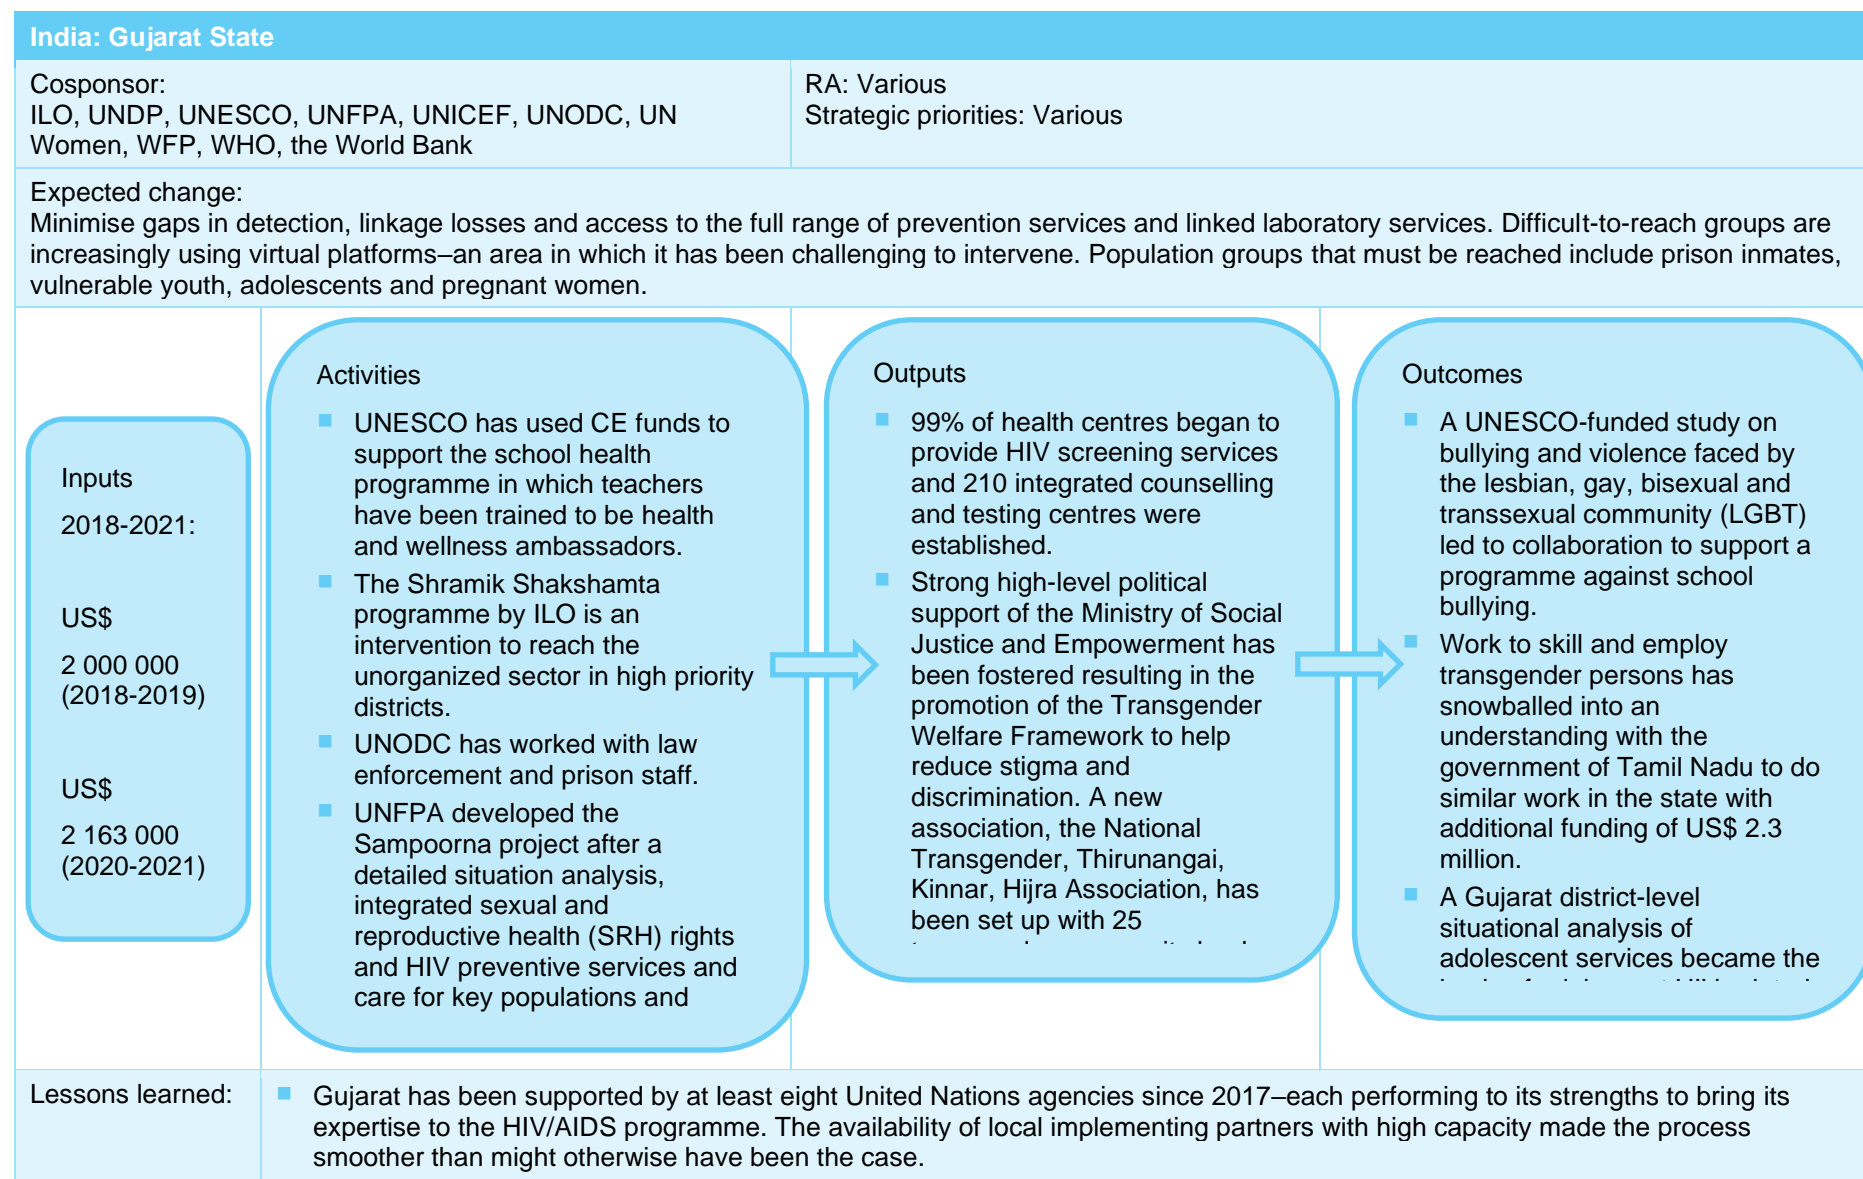 India: Gujarat State
Cosponsor:
ILO, UNDP, UNESCO, UNFPA, UNICEF, UNODC, UN
Women, WFP, WHO, the World Bank
RA: Various
Strategic priorities: Various
Expected change:
Minimise gaps in detection, linkage losses and access to the full range of prevention services and linked laboratory services. Difficult-to-reach groups are
increasingly using virtual platforms–an area in which it has been challenging to intervene. Population groups that must be reached include prison inmates,
vulnerable youth, adolescents and pregnant women.
Inputs
2018-2021:
US$
2 000 000
(2018-2019)
US$
2 163 000
(2020-2021)
Activities
UNESCO has used CE funds to
support the school health
programme in which teachers
have been trained to be health
and wellness ambassadors.
The Shramik Shakshamta
programme by ILO is an
intervention to reach the
unorganized sector in high priority
districts.
UNODC has worked with law
enforcement and prison staff.
UNFPA developed the
Sampoorna project after a
detailed situation analysis,
integrated sexual and
reproductive health (SRH) rights
and HIV preventive services and
care for key populations and
Outputs
99% of health centres began to
provide HIV screening services
and 210 integrated counselling
and testing centres were
established.
Strong high-level political
support of the Ministry of Social
Justice and Empowerment has
been fostered resulting in the
promotion of the Transgender
Welfare Framework to help
reduce stigma and
discrimination. A new
association, the National
Transgender, Thirunangai,
Kinnar, Hijra Association, has
been set up with 25
Outcomes
A UNESCO-funded study on
bullying and violence faced by
the lesbian, gay, bisexual and
transsexual community (LGBT)
led to collaboration to support a
programme against school
bullying.
Work to skill and employ
transgender persons has
snowballed into an
understanding with the
government of Tamil Nadu to do
similar work in the state with
additional funding of US$ 2.3
million.
A Gujarat district-level
situational analysis of
adolescent services became the
Lessons learned:
Gujarat has been supported by at least eight United Nations agencies since 2017–each performing to its strengths to bring its
expertise to the HIV/AIDS programme. The availability of local implementing partners with high capacity made the process
smoother than might otherwise have been the case.